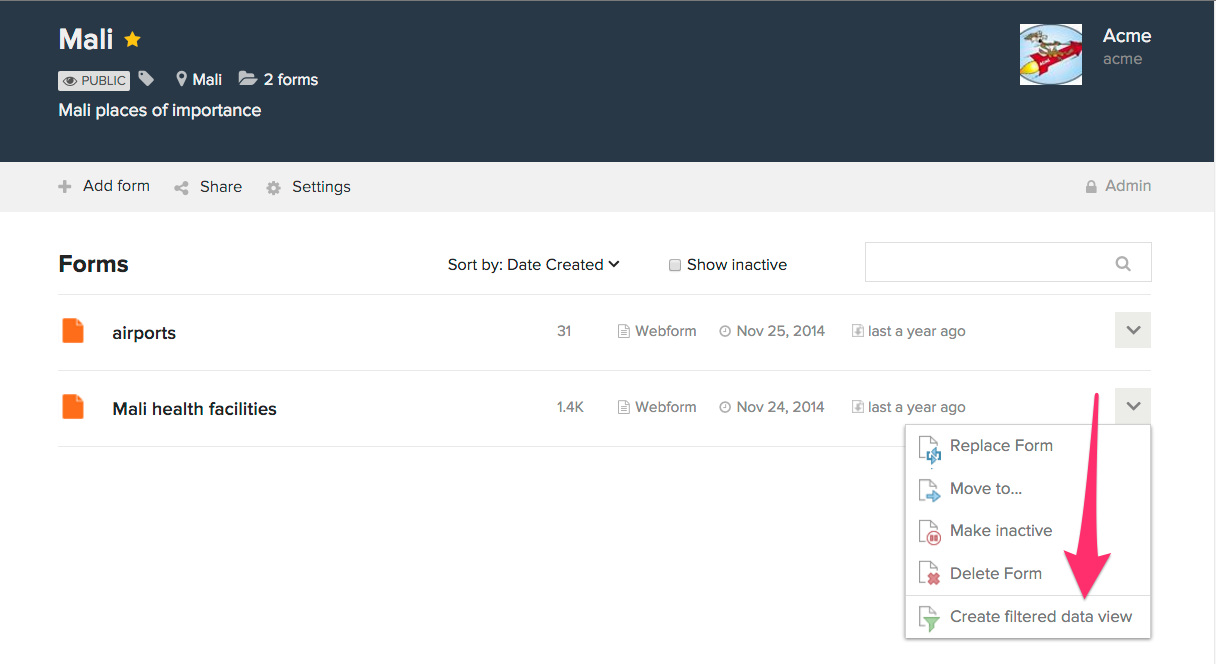 Mali
PUBLIC Mali 2 forms
Mali places of importance
Acme
acme
Add form Share Settings Admin
Forms Sort by: Date Created Show inactive
airports 31 Webform Nov 25, 2014 last a year ago
Mali health facilities 1.4K Webform Nov 24, 2014 last a year ago
Replace Form
Move to...
Make inactive
Delete Form
Create filtered data view